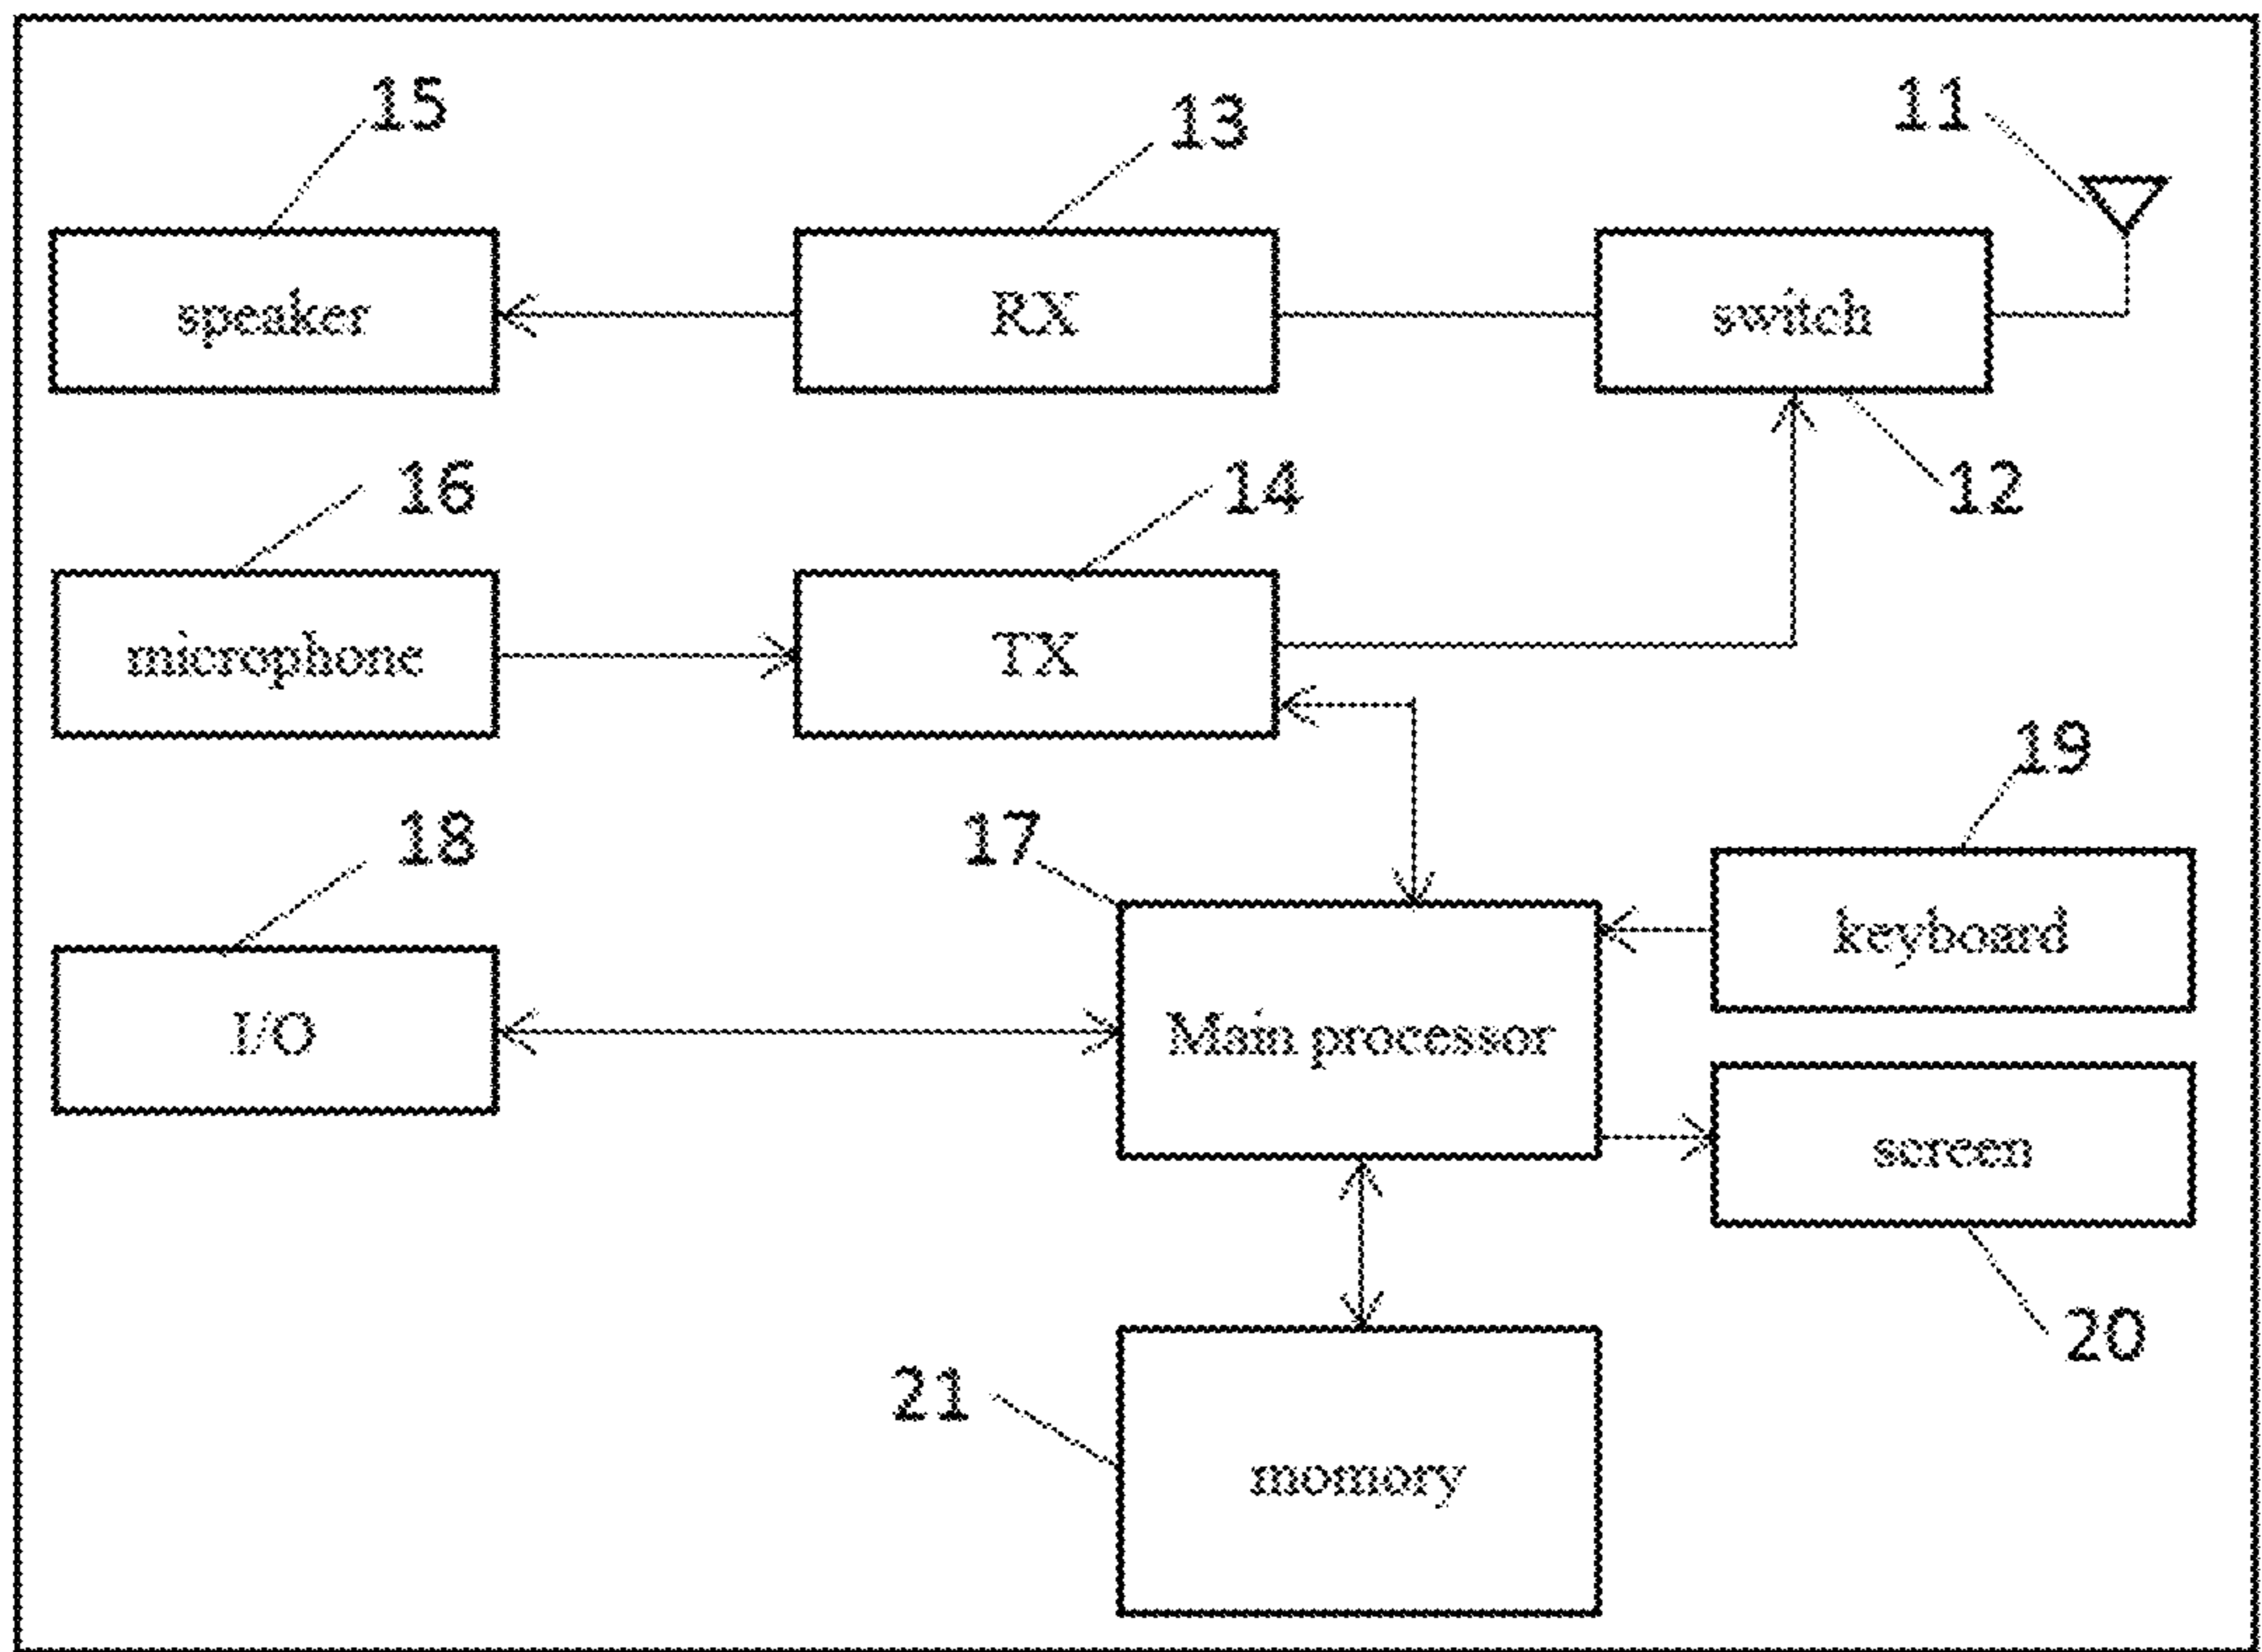 15
13
11
speaker
RX
switch
16
14
12
microphone
TX
19
18
17
keyboard
I/O
Main processor
screen
20
21
momory